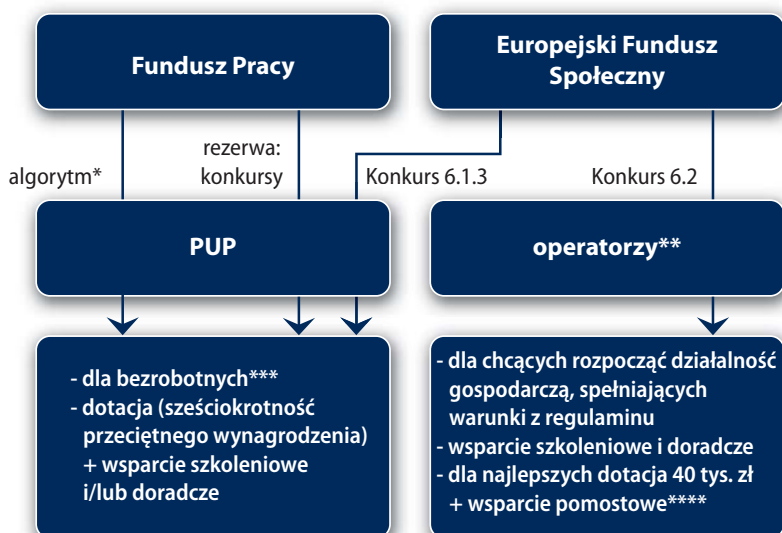 Fundusz Pracy
Europejski Fundusz
Społeczny
algorytm*
rezerwa:
konkursy
Konkurs 6.1.3
Konkurs 6.2
PUP
operatorzy**
- dla bezrobotnych***
- dotacja (sześciokrotność
przeciętnego wynagrodzenia)
+ wsparcie szkoleniowe
i/lub doradcze
- dla chcących rozpocząć działalność
gospodarczą, spełniających
warunki z regulaminu
- wsparcie szkoleniowe i doradcze
- dla najlepszych dotacja 40 tys. zł
+ wsparcie pomostowe****